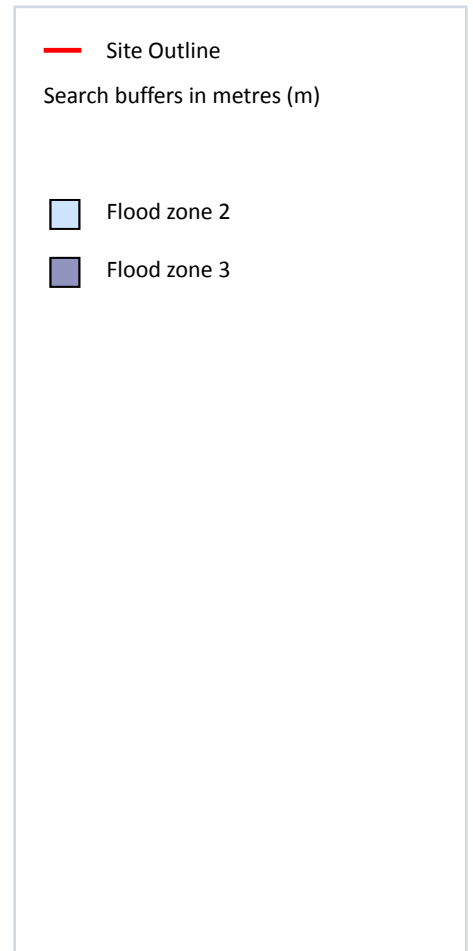 Site Outline
Search buffers in metres (m)
Flood zone 2
Flood zone 3